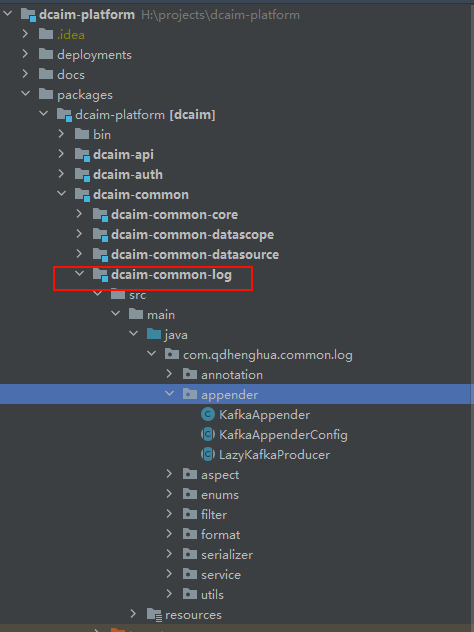 dcaim-platform H:\projects\dcaim-platform
.idea
deployments
docs
packages
dcaim-platform [dcaim]
bin
dcaim-api
dcaim-auth
dcaim-common
dcaim-common-core
dcaim-common-datascope
dcaim-common-datasource
dcaim-common-log
src
main
java
com.qdhenghua.common.log
annotation
appender
KafkaAppender
KafkaAppenderConfig
LazyKafkaProducer
aspect
enums
filter
format
serializer
service
utils
resources